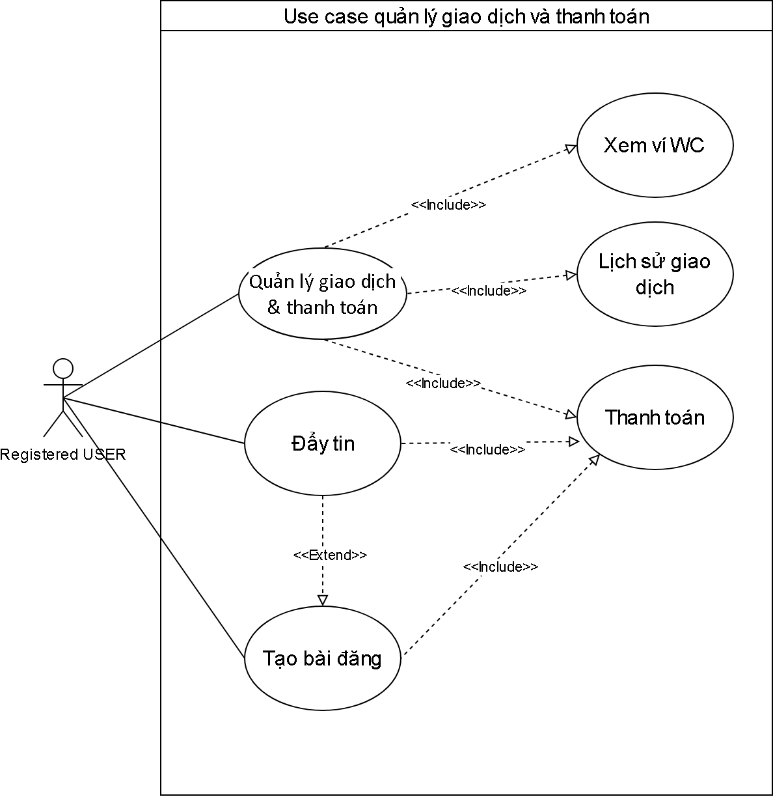 Use case quản lý giao dịch và thanh toán
Xem ví WC
<<Include>>
Quản lý giao dịch
& thanh toán
<<Include>>
Lịch sử giao
dịch
<<Include>>
Thanh toán
Registered USER
Đẩy tin
<<Include>>
<<Extend>>
<<Include>>
Tạo bài đăng